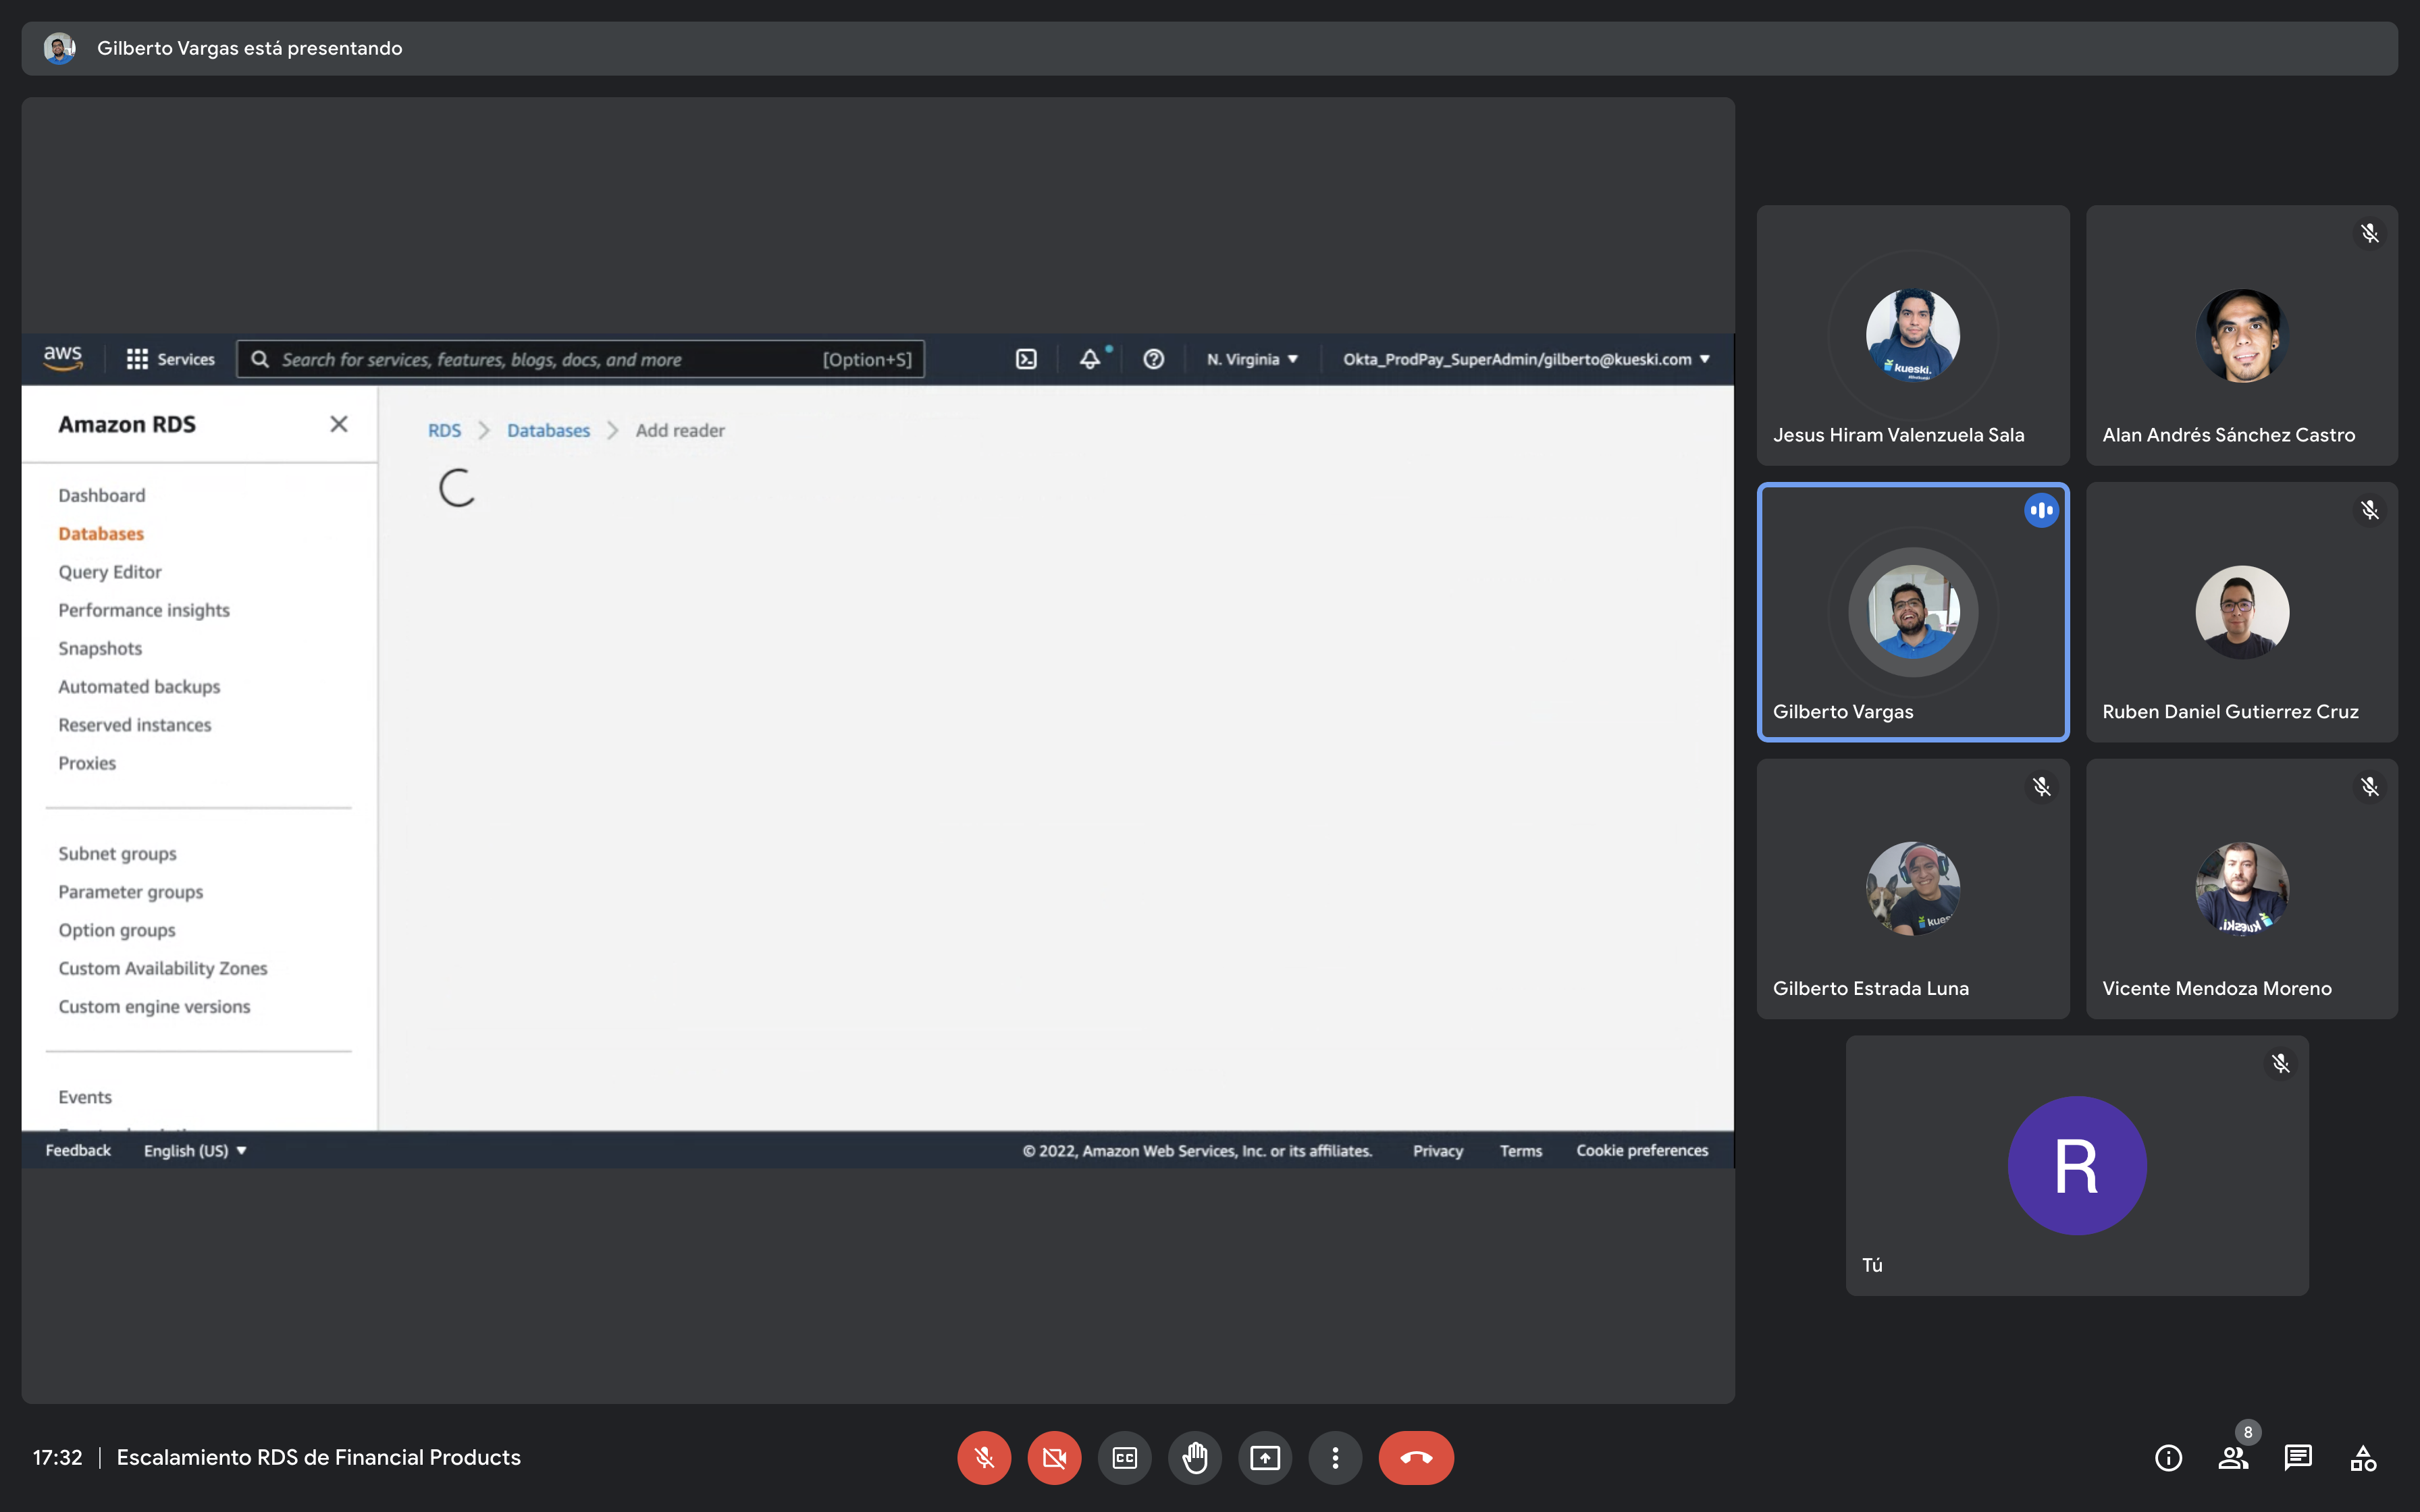 Gilberto Vargas está presentando
aws
Services
Search for services, features, blogs, docs, and more
[Option+S]
N. Virginia
Okta_ProdPay_SuperAdmin/gilberto@kueski.com
Amazon RDS
RDS
Databases
Add reader
Dashboard
Databases
Query Editor
Performance insights
Snapshots
Automated backups
Reserved instances
Proxies
Subnet groups
Parameter groups
Option groups
Custom Availability Zones
Custom engine versions
Events
Feedback
English (US)
© 2022, Amazon Web Services, Inc. or its affiliates.
Privacy
Terms
Cookie preferences
kueski.
Jesus Hiram Valenzuela Sala
Alan Andrés Sánchez Castro
Gilberto Vargas
Ruben Daniel Gutierrez Cruz
kues
Gilberto Estrada Luna
kueski.
Vicente Mendoza Moreno
R
Tú
17:32
Escalamiento RDS de Financial Products
CC
8